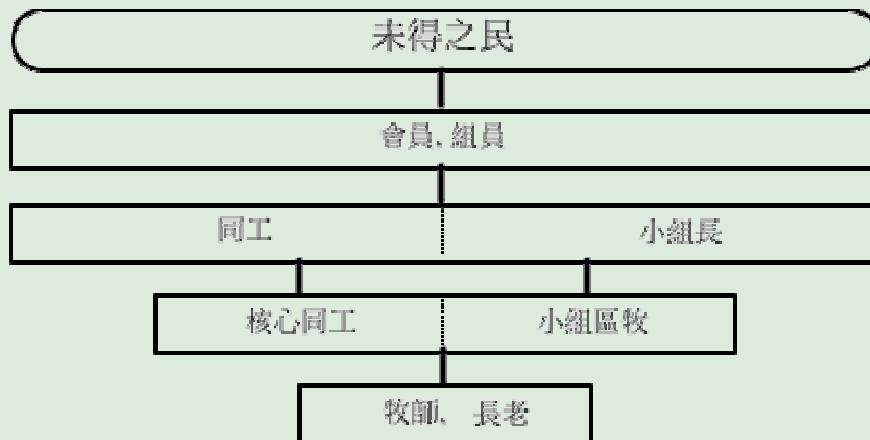 未得之民
會員、組員
同工 小組長
核心同工 小組區牧
牧師、長老